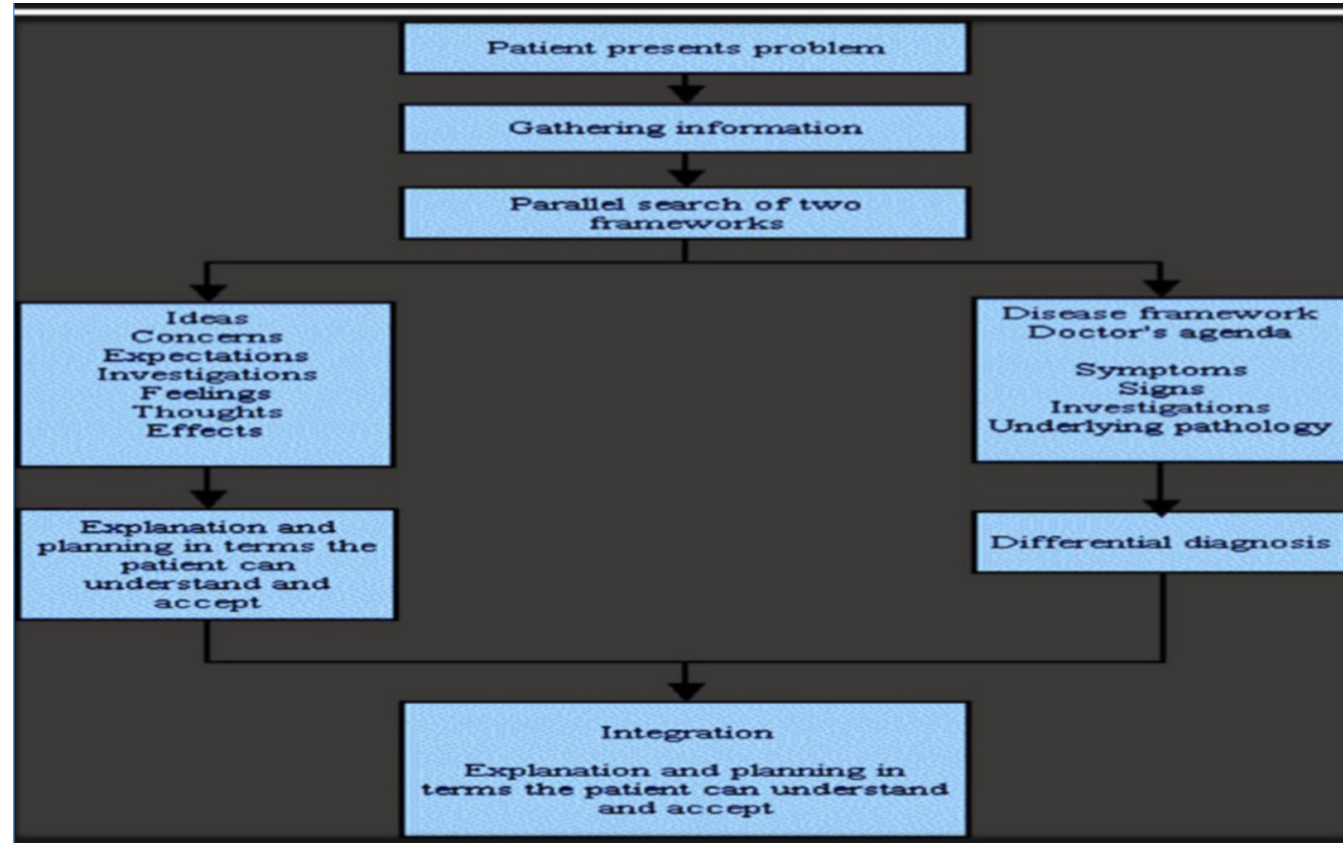 Patient presents problem
Gathering information
Parallel search of two
frameworks
Ideas
Concerns
Expectations
Investigations
Feelings
Thoughts
Effects
Explanation and
planning in terms the
patient can
understand and
accept
Disease framework
Doctor's agenda
Symptoms
Signs
Investigations
Underlying pathology
Differential diagnosis
Integration
Explanation and planning in
terms the patient can understand
and accept